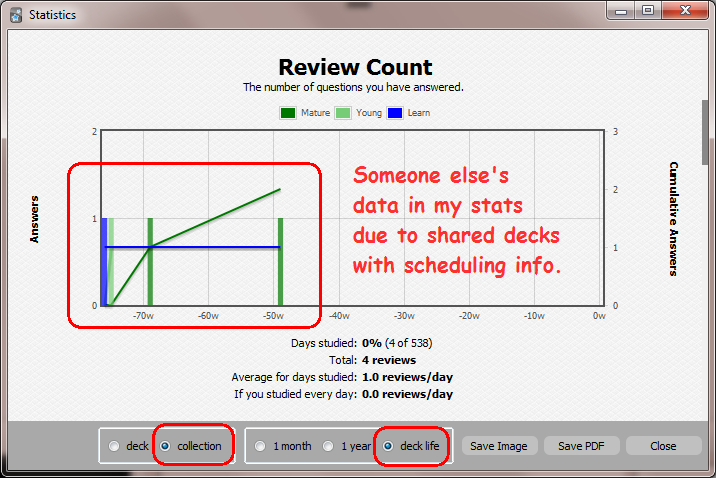 Statistics
Review Count
The number of questions you have answered.
Mature Young Learn
2 3
1 2
0 1
0
Answers
Cumulative Answers
-70w -60w -50w -40w -30w -20w -10w 0w
Someone else's
data in my stats
due to shared decks
with scheduling info.
Days studied: 0% (4 of 538)
Total: 4 reviews
Average for days studied: 1.0 reviews/day
If you studied every day: 0.0 reviews/day
deck collection 1 month 1 year deck life Save Image Save PDF Close